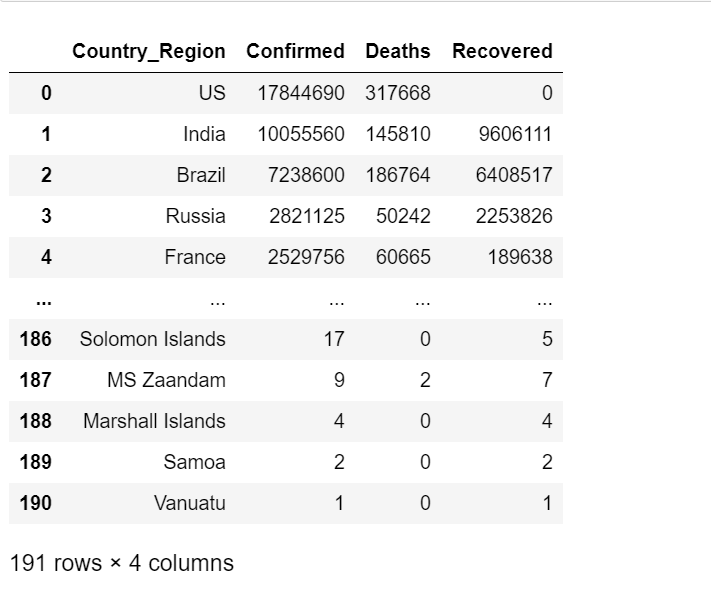 Country_Region Confirmed Deaths Recovered
0 US 17844690 317668 0
1 India 10055560 145810 9606111
2 Brazil 7238600 186764 6408517
3 Russia 2821125 50242 2253826
4 France 2529756 60665 189638
... ... ... ... ...
186 Solomon Islands 17 0 5
187 MS Zaandam 9 2 7
188 Marshall Islands 4 0 4
189 Samoa 2 0 2
190 Vanuatu 1 0 1
191 rows × 4 columns